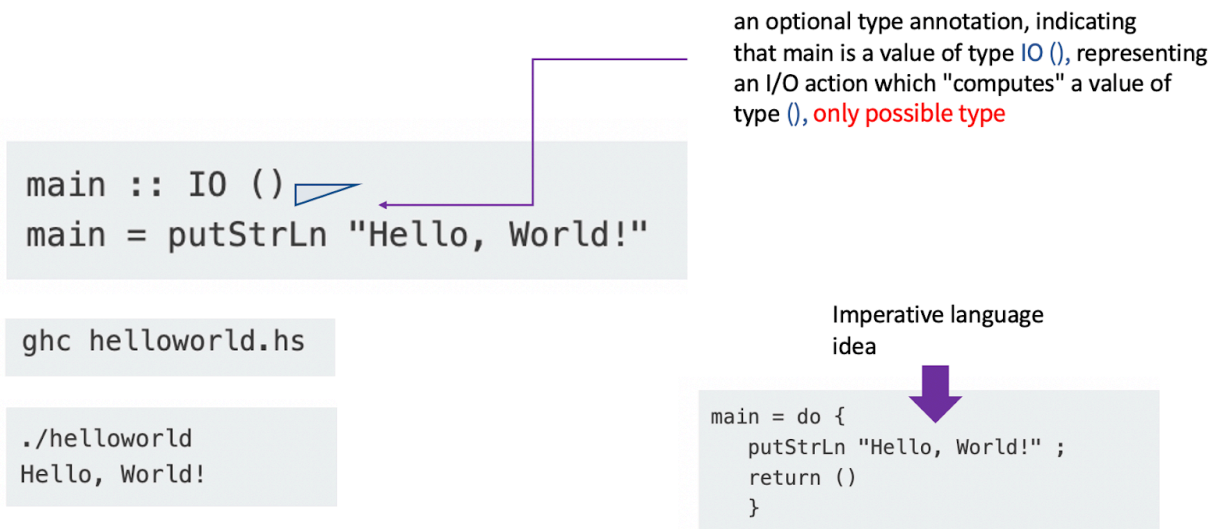 an optional type annotation, indicating
that main is a value of type IO (), representing
an I/O action which "computes" a value of
type (), only possible type
main :: IO ()
main = putStrLn "Hello, World!"
ghc helloworld.hs
./helloworld
Hello, World!
Imperative language
idea
main = do {
putStrLn "Hello, World!" ;
return ()
}